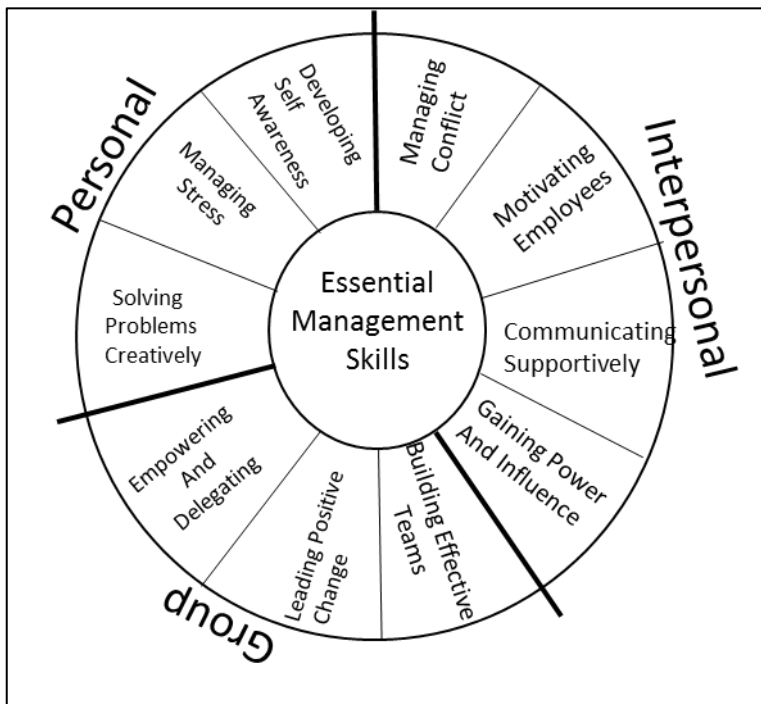 Essential
Management
Skills
Personal
Developing
Self
Awareness
Managing
Stress
Solving
Problems
Creatively
Interpersonal
Managing
Conflict
Motivating
Employees
Communicating
Supportively
Gaining Power
And Influence
Group
Building Effective
Teams
Leading Positive
Change
Empowering
And
Delegating